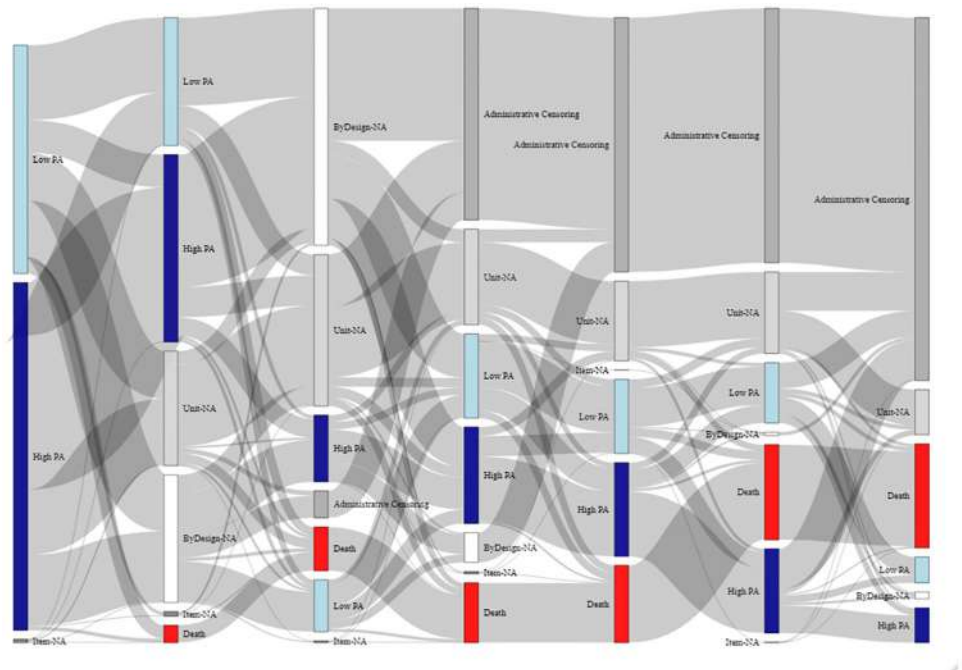 Low PA
High PA
Item-NA
Low PA
High PA
Unit-NA
ByDesign-NA
Item-NA
Death
ByDesign-NA
Unit-NA
High PA
Administrative Censoring
Death
Low PA
Item-NA
Administrative Censoring
Unit-NA
Low PA
High PA
ByDesign-NA
Item-NA
Death
Administrative Censoring
Unit-NA
Item-NA
Low PA
High PA
Death
Administrative Censoring
Unit-NA
Low PA
ByDesign-NA
Death
High PA
Item-NA
Administrative Censoring
Unit-NA
Death
Low PA
ByDesign-NA
High PA